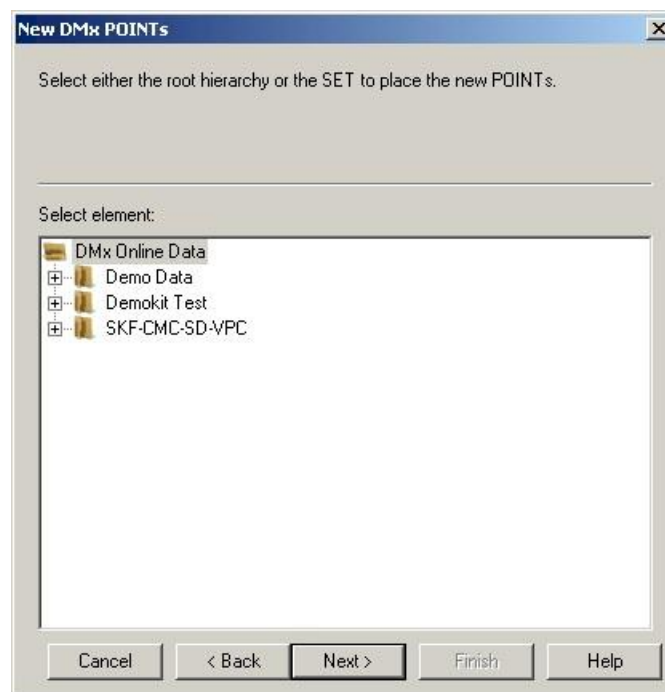 New DMx POINTs
Select either the root hierarchy or the SET to place the new POINTs.
Select element:
DMx Online Data
Demo Data
Demokit Test
SKF-CMC-SD-VPC
Cancel < Back Next > Finish Help